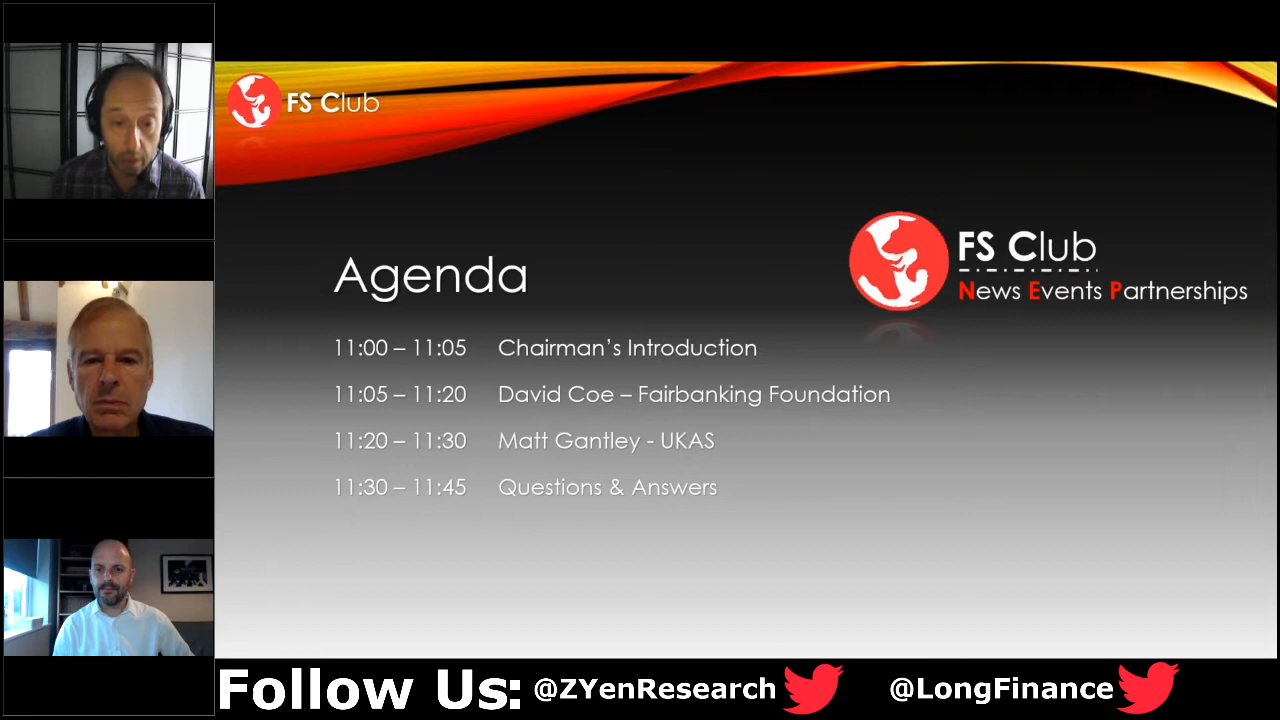 FS Club
FS Club
News Events Partnerships
Agenda
11:00 – 11:05 Chairman’s Introduction
11:05 – 11:20 David Coe – Fairbanking Foundation
11:20 – 11:30 Matt Gantley - UKAS
11:30 – 11:45 Questions & Answers
Follow Us: @ZYenResearch @LongFinance